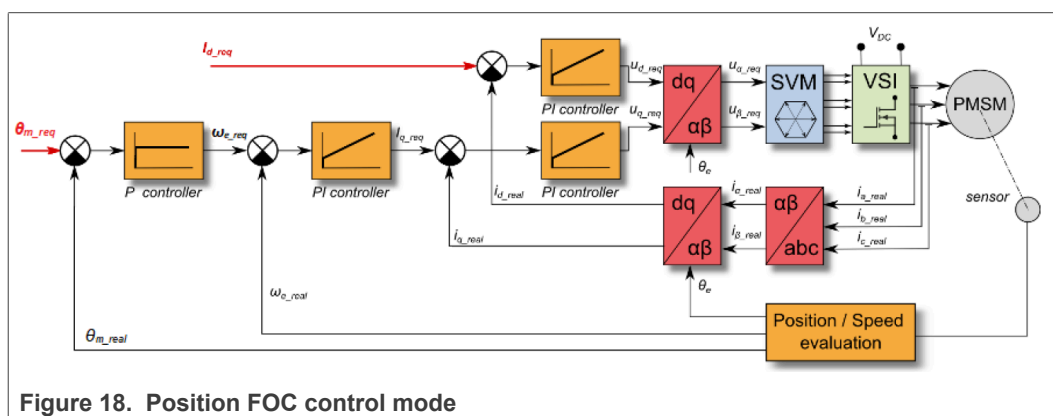 I_d_req
V_DC
PI controller
u_d_req
dq
αβ
u_α_req
SVM
VSI
PMSM
θ_m_req
P controller
ω_e_req
PI controller
I_q_req
PI controller
u_q_req
u_β_req
θ_e
sensor
i_d_real
dq
αβ
i_α_real
αβ
abc
i_a_real
i_q_real
i_β_real
i_b_real
i_c_real
ω_e_real
θ_e
θ_m_real
Position / Speed
evaluation
Figure 18. Position FOC control mode